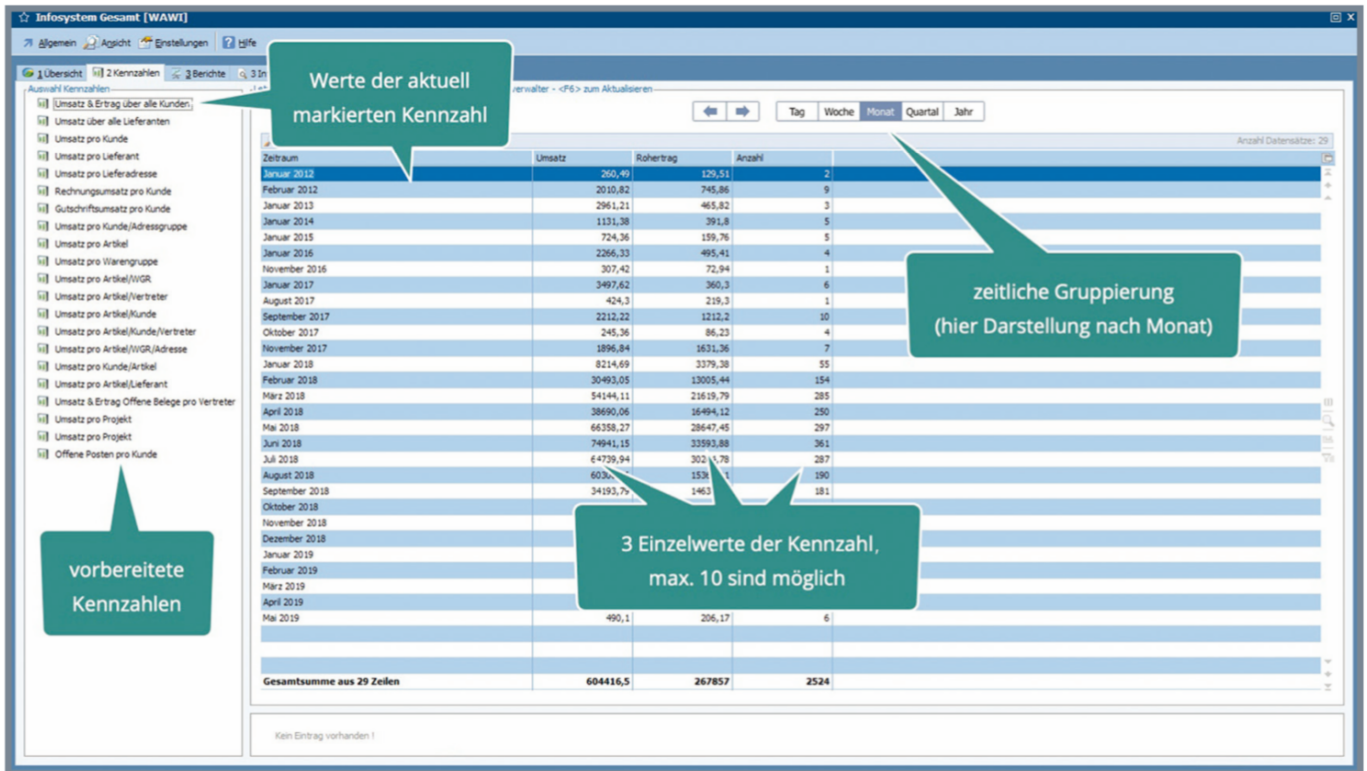 Infosystem Gesamt [WAWI]
Allgemein Ansicht Einstellungen Hilfe
1 Übersicht 2 Kennzahlen 3 Berichte 3 In
Auswahl Kennzahlen
erwalter - <F6> zum Aktualisieren
Werte der aktuell
markierten Kennzahl
Umsatz & Ertrag über alle Kunden
Umsatz über alle Lieferanten
Umsatz pro Kunde
Umsatz pro Lieferant
Umsatz pro Lieferadresse
Rechnungsumsatz pro Kunde
Gutschriftsumsatz pro Kunde
Umsatz pro Kunde/Adressgruppe
Umsatz pro Artikel
Umsatz pro Warengruppe
Umsatz pro Artikel/WGR
Umsatz pro Artikel/Vertreter
Umsatz pro Artikel/Kunde
Umsatz pro Artikel/Kunde/Vertreter
Umsatz pro Artikel/WGR/Adresse
Umsatz pro Kunde/Artikel
Umsatz pro Artikel/Lieferant
Umsatz & Ertrag Offene Belege pro Vertreter
Umsatz pro Projekt
Umsatz pro Projekt
Offene Posten pro Kunde
vorbereitete
Kennzahlen
Tag Woche Monat Quartal Jahr
Anzahl Datensätze: 29
Zeitraum Umsatz Rohertrag Anzahl
Januar 2012 260,49 129,51 2
Februar 2012 2010,82 745,86 9
Januar 2013 2961,21 465,82 3
Januar 2014 1131,38 391,8 5
Januar 2015 724,36 159,76 5
Januar 2016 2266,33 495,41 4
November 2016 307,42 72,94 1
Januar 2017 3497,62 360,3 6
August 2017 424,3 219,3 1
September 2017 2212,22 1212,2 10
Oktober 2017 245,36 86,23 4
November 2017 1896,84 1631,36 7
Januar 2018 8214,69 3379,38 55
Februar 2018 30493,05 13005,44 154
März 2018 54144,11 21619,79 285
April 2018 38690,06 16494,12 250
Mai 2018 66358,27 28647,45 297
Juni 2018 74941,15 33593,88 361
Juli 2018 64739,94 287
August 2018 190
September 2018 34193,79 1463 181
Oktober 2018
November 2018
Dezember 2018
Januar 2019
Februar 2019
März 2019
April 2019
Mai 2019 490,1 206,17 6
Gesamtsumme aus 29 Zeilen 604416,5 267857 2524
zeitliche Gruppierung
(hier Darstellung nach Monat)
3 Einzelwerte der Kennzahl,
max. 10 sind möglich
Kein Eintrag vorhanden !